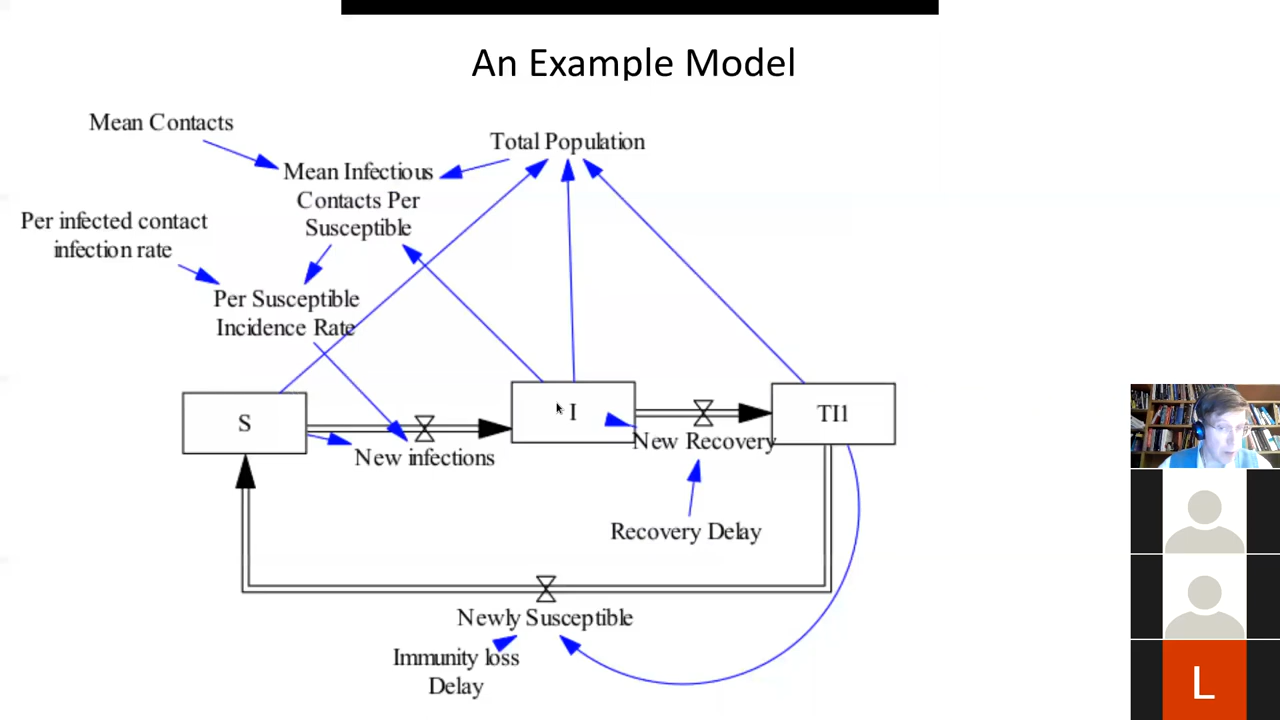 An Example Model
Mean Contacts
Total Population
Mean Infectious
Contacts Per
Susceptible
Per infected contact
infection rate
Per Susceptible
Incidence Rate
S
I
TI1
New infections
New Recovery
Recovery Delay
Newly Susceptible
Immunity loss
Delay
L